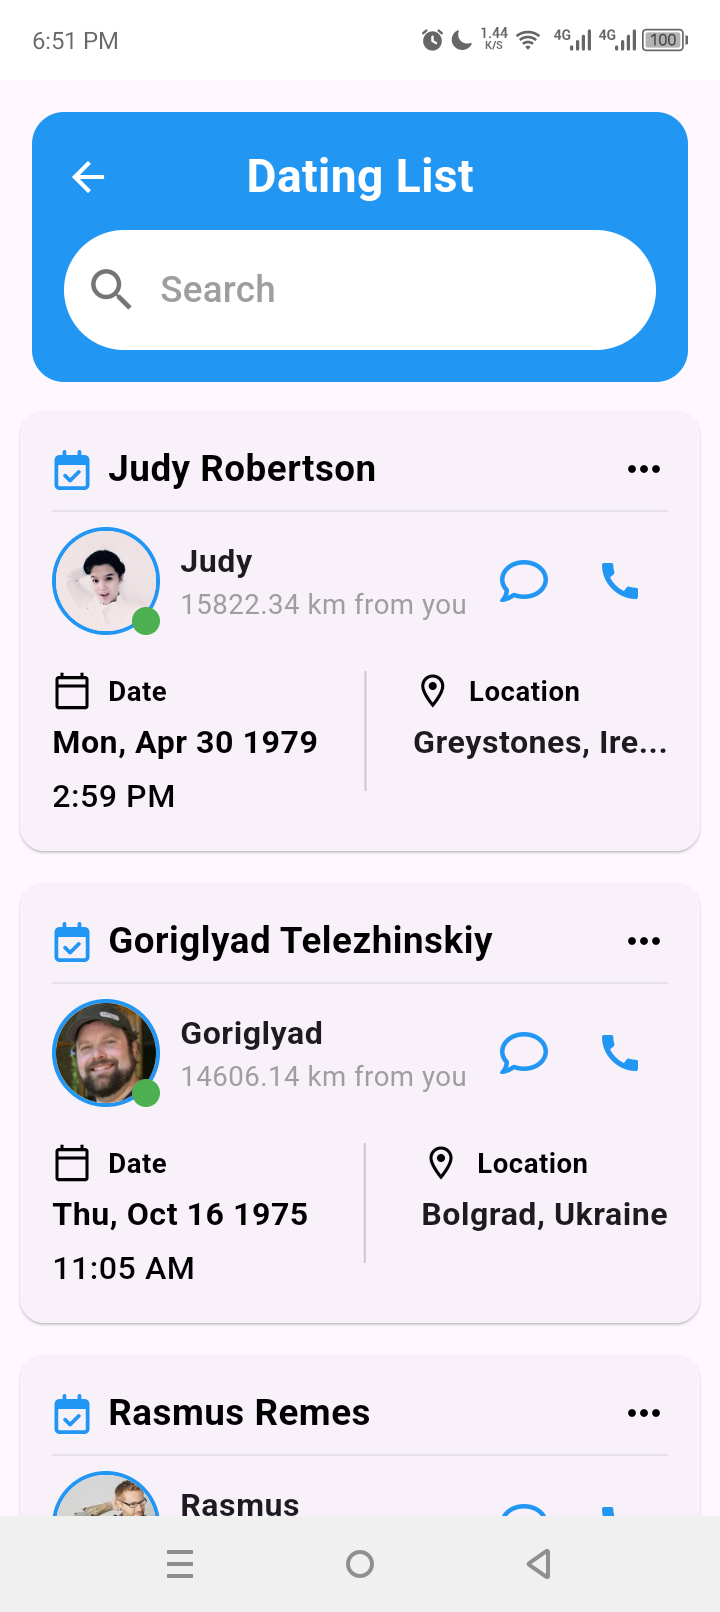 6:51 PM
1.44 K/S 4G 4G 100
Dating List
Search
Judy Robertson
Judy
15822.34 km from you
Date
Location
Mon, Apr 30 1979
Greystones, Ire...
2:59 PM
Goriglyad Telezhinskiy
Goriglyad
14606.14 km from you
Date
Location
Thu, Oct 16 1975
Bolgrad, Ukraine
11:05 AM
Rasmus Remes
Rasmus